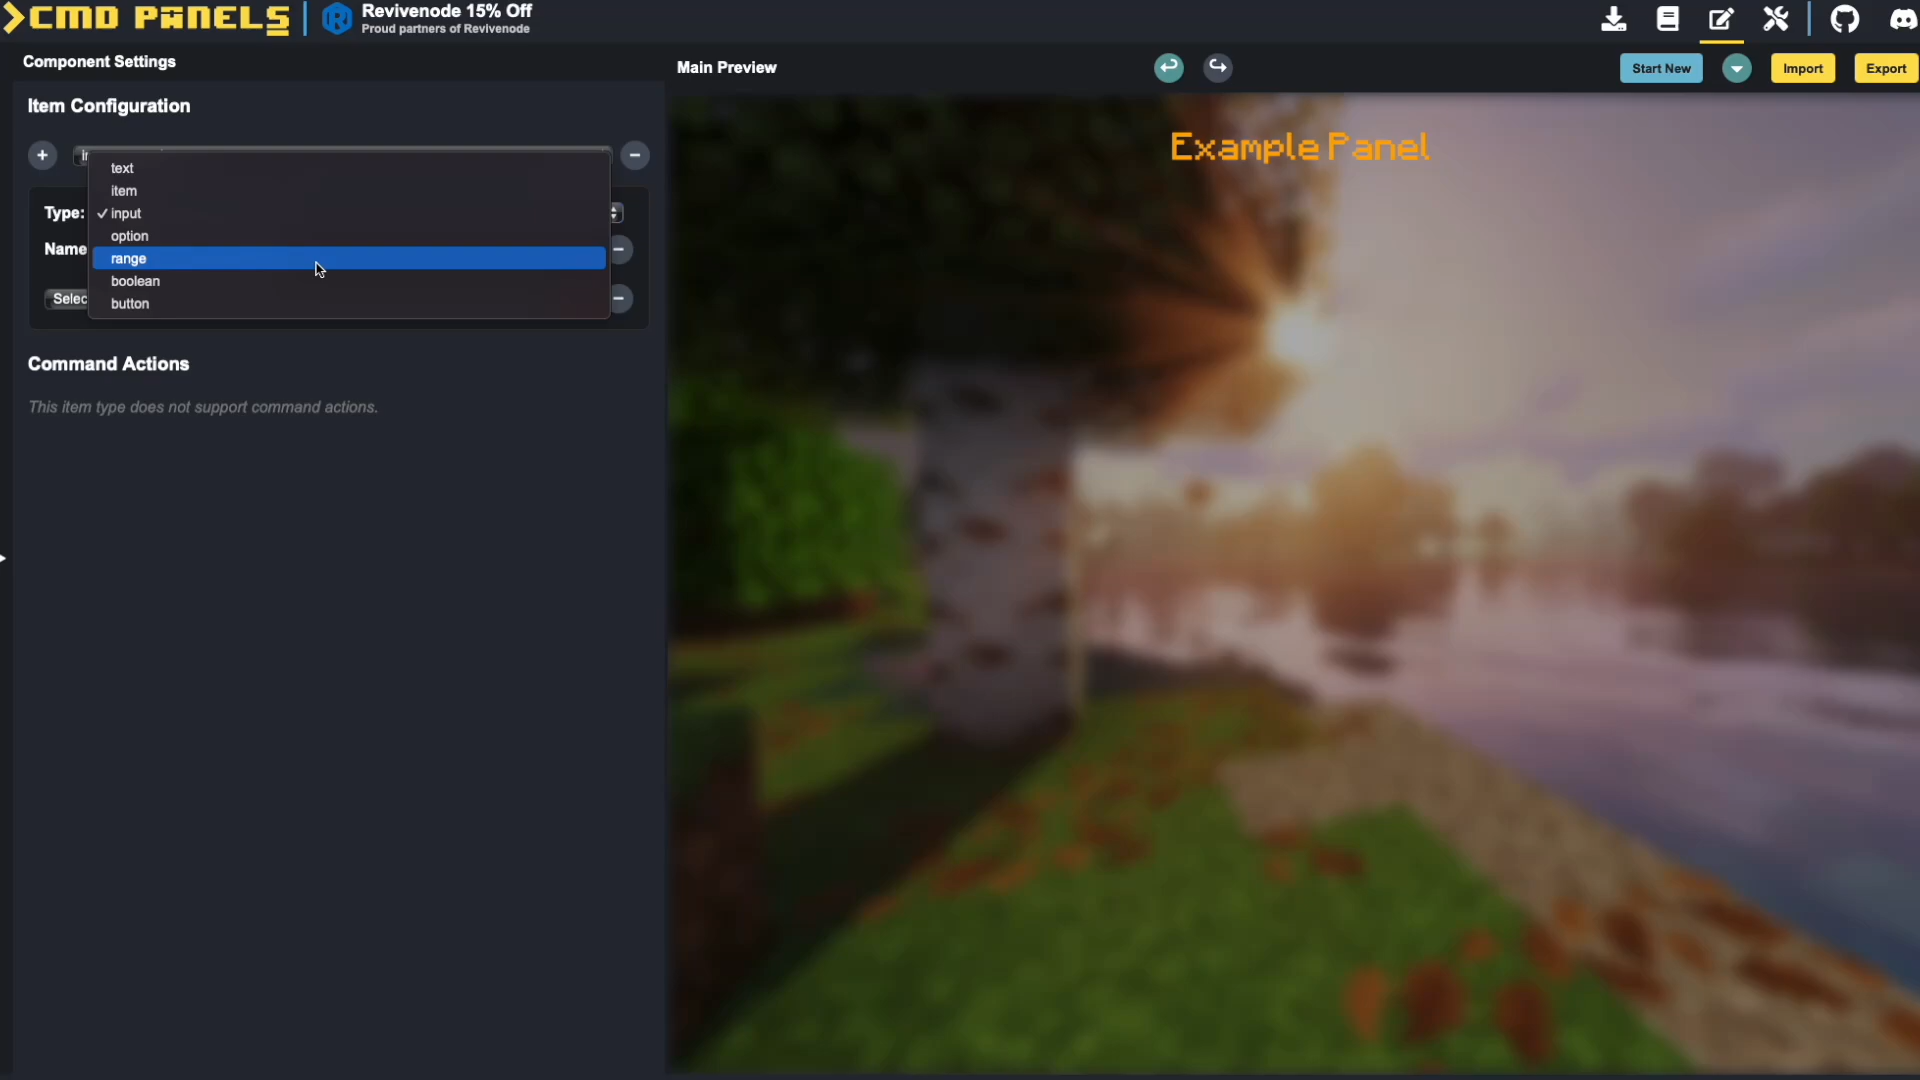 CMD PANELS
Revivenode 15% Off
Proud partners of Revivenode
Component Settings
Main Preview
Start New
Import
Export
Item Configuration
Example Panel
text
item
Type:
✓ input
option
Name
range
boolean
Selec
button
Command Actions
This item type does not support command actions.